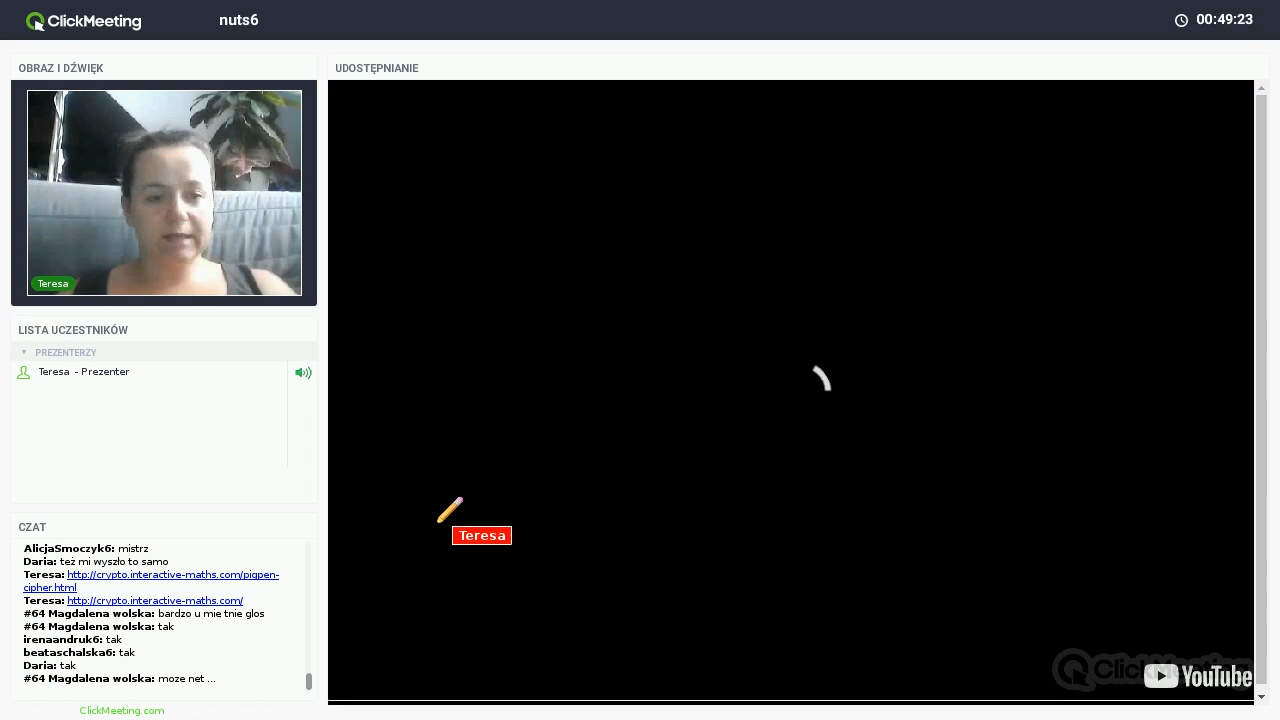 ClickMeeting
nuts6
00:49:23
OBRAZ I DŹWIĘK
UDOSTĘPNIANIE
Teresa
LISTA UCZESTNIKÓW
PREZENTERZY
Teresa - Prezenter
Teresa
CZAT
AlicjaSmoczyk6: mistrz
Daria: też mi wyszło to samo
Teresa: http://crypto.interactive-maths.com/pigpen-
cipher.html
Teresa: http://crypto.interactive-maths.com/
#64 Magdalena wolska: bardzo u mie tnie glos
#64 Magdalena wolska: tak
irenaandruk6: tak
beataschalska6: tak
Daria: tak
#64 Magdalena wolska: moze net ...
ClickMeeting
YouTube
ClickMeeting.com